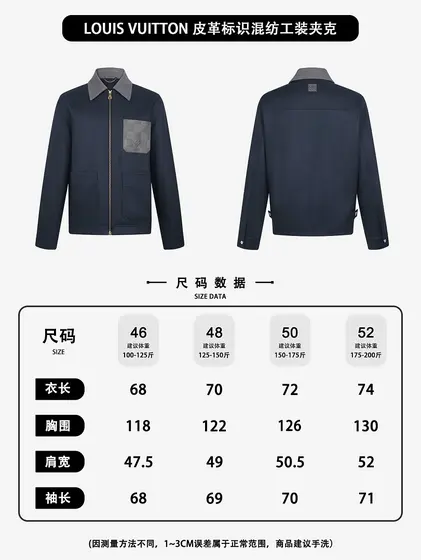 LOUIS VUITTON 皮革标识混纺工装夹克
尺码数据
SIZE DATA
尺码 46 48 50 52
SIZE 建议体重 建议体重 建议体重 建议体重
100-125斤 125-150斤 150-175斤 175-200斤
衣长 68 70 72 74
胸围 118 122 126 130
肩宽 47.5 49 50.5 52
袖长 68 69 70 71
(因测量方法不同，1~3CM误差属于正常范围，商品建议手洗)